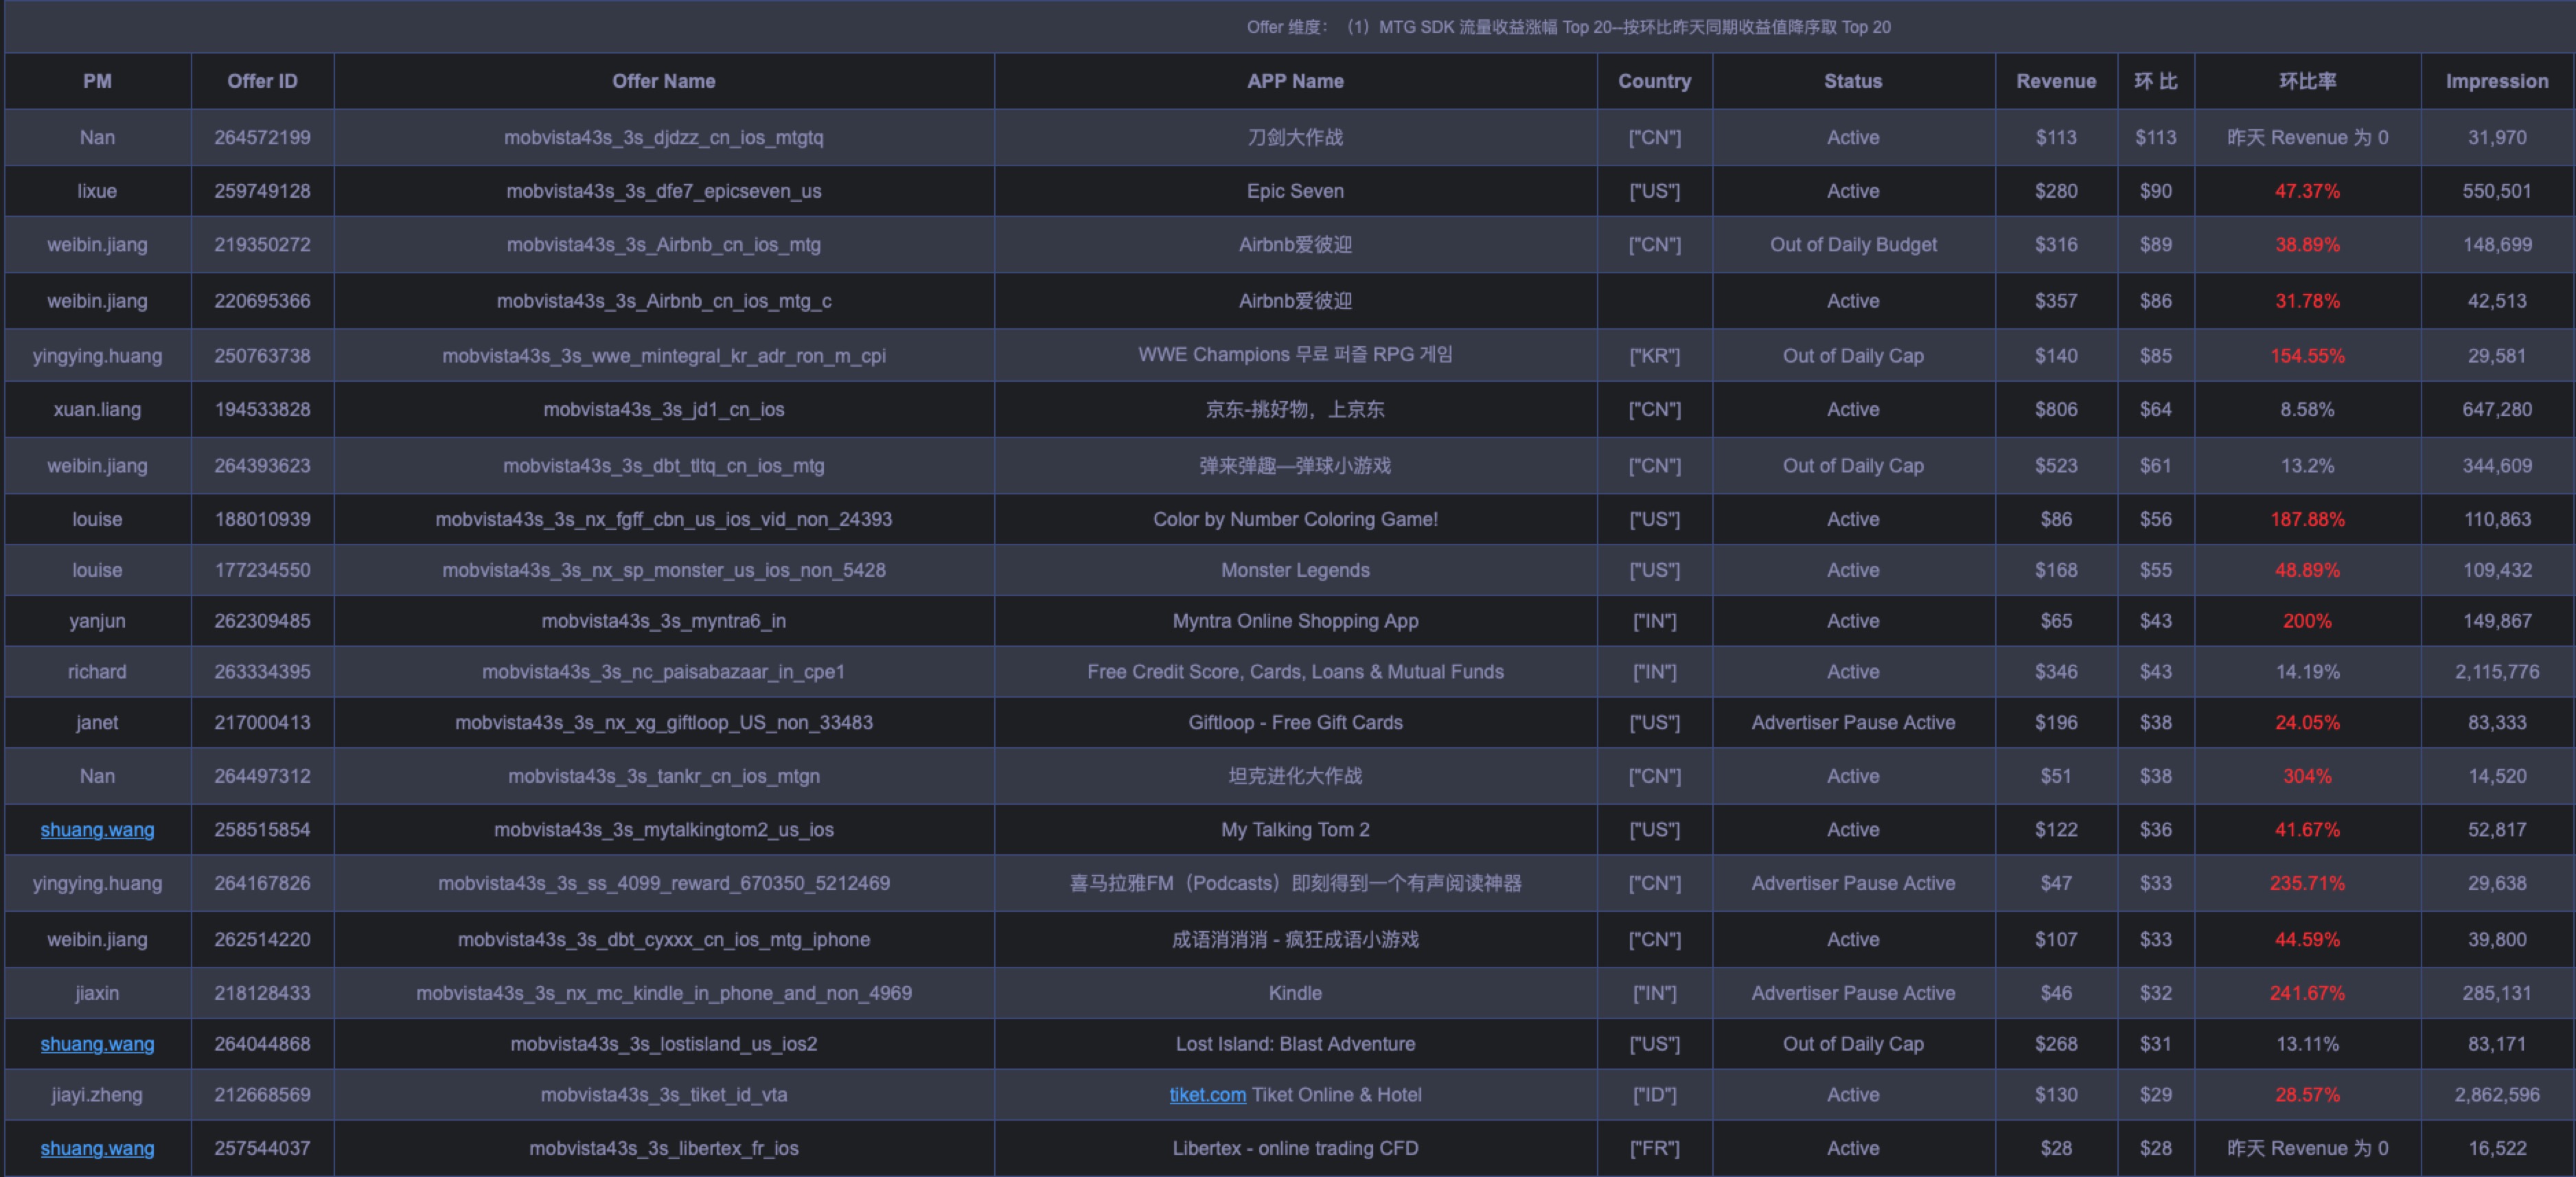 Offer 维度：（1）MTG SDK 流量收益涨幅 Top 20--按环比昨天同期收益值降序取 Top 20
PM Offer ID Offer Name APP Name Country Status Revenue 环 比 环比率 Impression
Nan 264572199 mobvista43s_3s_djdzz_cn_ios_mtgtq 刀剑大作战 ["CN"] Active $113 $113 昨天 Revenue 为 0 31,970
lixue 259749128 mobvista43s_3s_dfe7_epicseven_us Epic Seven ["US"] Active $280 $90 47.37% 550,501
weibin.jiang 219350272 mobvista43s_3s_Airbnb_cn_ios_mtg Airbnb爱彼迎 ["CN"] Out of Daily Budget $316 $89 38.89% 148,699
weibin.jiang 220695366 mobvista43s_3s_Airbnb_cn_ios_mtg_c Airbnb爱彼迎 Active $357 $86 31.78% 42,513
yingying.huang 250763738 mobvista43s_3s_wwe_mintegral_kr_adr_ron_m_cpi WWE Champions 무료 퍼즐 RPG 게임 ["KR"] Out of Daily Cap $140 $85 154.55% 29,581
xuan.liang 194533828 mobvista43s_3s_jd1_cn_ios 京东-挑好物，上京东 ["CN"] Active $806 $64 8.58% 647,280
weibin.jiang 264393623 mobvista43s_3s_dbt_tltq_cn_ios_mtg 弹来弹趣—弹球小游戏 ["CN"] Out of Daily Cap $523 $61 13.2% 344,609
louise 188010939 mobvista43s_3s_nx_fgff_cbn_us_ios_vid_non_24393 Color by Number Coloring Game! ["US"] Active $86 $56 187.88% 110,863
louise 177234550 mobvista43s_3s_nx_sp_monster_us_ios_non_5428 Monster Legends ["US"] Active $168 $55 48.89% 109,432
yanjun 262309485 mobvista43s_3s_myntra6_in Myntra Online Shopping App ["IN"] Active $65 $43 200% 149,867
richard 263334395 mobvista43s_3s_nc_paisabazaar_in_cpe1 Free Credit Score, Cards, Loans & Mutual Funds ["IN"] Active $346 $43 14.19% 2,115,776
janet 217000413 mobvista43s_3s_nx_xg_giftloop_US_non_33483 Giftloop - Free Gift Cards ["US"] Advertiser Pause Active $196 $38 24.05% 83,333
Nan 264497312 mobvista43s_3s_tankr_cn_ios_mtgn 坦克进化大作战 ["CN"] Active $51 $38 304% 14,520
shuang.wang 258515854 mobvista43s_3s_mytalkingtom2_us_ios My Talking Tom 2 ["US"] Active $122 $36 41.67% 52,817
yingying.huang 264167826 mobvista43s_3s_ss_4099_reward_670350_5212469 喜马拉雅FM（Podcasts）即刻得到一个有声阅读神器 ["CN"] Advertiser Pause Active $47 $33 235.71% 29,638
weibin.jiang 262514220 mobvista43s_3s_dbt_cyxxx_cn_ios_mtg_iphone 成语消消消 - 疯狂成语小游戏 ["CN"] Active $107 $33 44.59% 39,800
jiaxin 218128433 mobvista43s_3s_nx_mc_kindle_in_phone_and_non_4969 Kindle ["IN"] Advertiser Pause Active $46 $32 241.67% 285,131
shuang.wang 264044868 mobvista43s_3s_lostisland_us_ios2 Lost Island: Blast Adventure ["US"] Out of Daily Cap $268 $31 13.11% 83,171
jiayi.zheng 212668569 mobvista43s_3s_tiket_id_vta tiket.com Tiket Online & Hotel ["ID"] Active $130 $29 28.57% 2,862,596
shuang.wang 257544037 mobvista43s_3s_libertex_fr_ios Libertex - online trading CFD ["FR"] Active $28 $28 昨天 Revenue 为 0 16,522